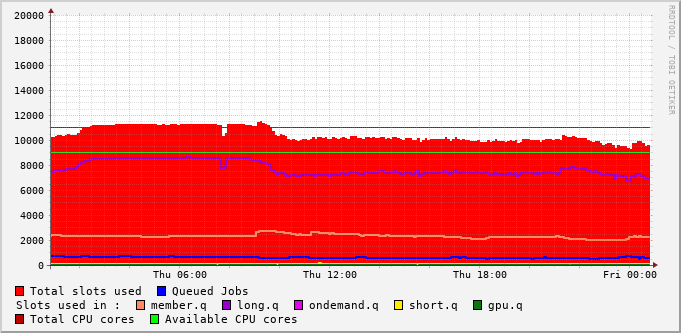 RRDTOOL / TOBI OETIKER
20000
18000
16000
14000
12000
10000
8000
6000
4000
2000
0
Thu 06:00 Thu 12:00 Thu 18:00 Fri 00:00
Total slots used Queued Jobs
Slots used in : member.q long.q ondemand.q short.q gpu.q
Total CPU cores Available CPU cores